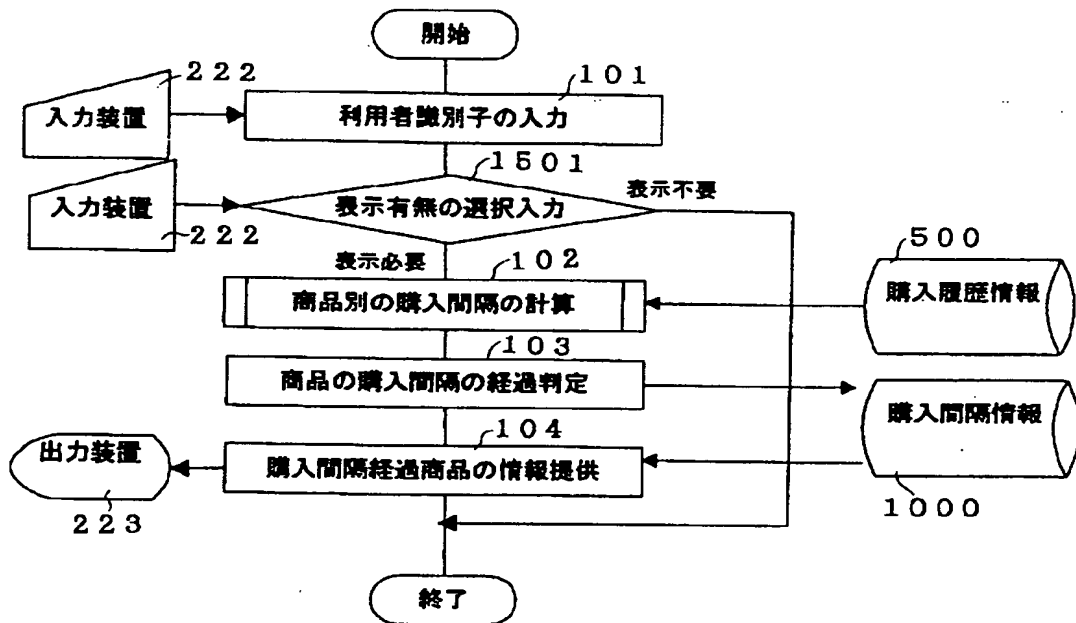 開始
222
101
入力装置
利用者識別子の入力
1501
表示不要
入力装置
表示有無の選択入力
222
表示必要
102
500
商品別の購入間隔の計算
購入履歴情報
103
商品の購入間隔の経過判定
購入間隔情報
104
出力装置
購入間隔経過商品の情報提供
223
1000
終了